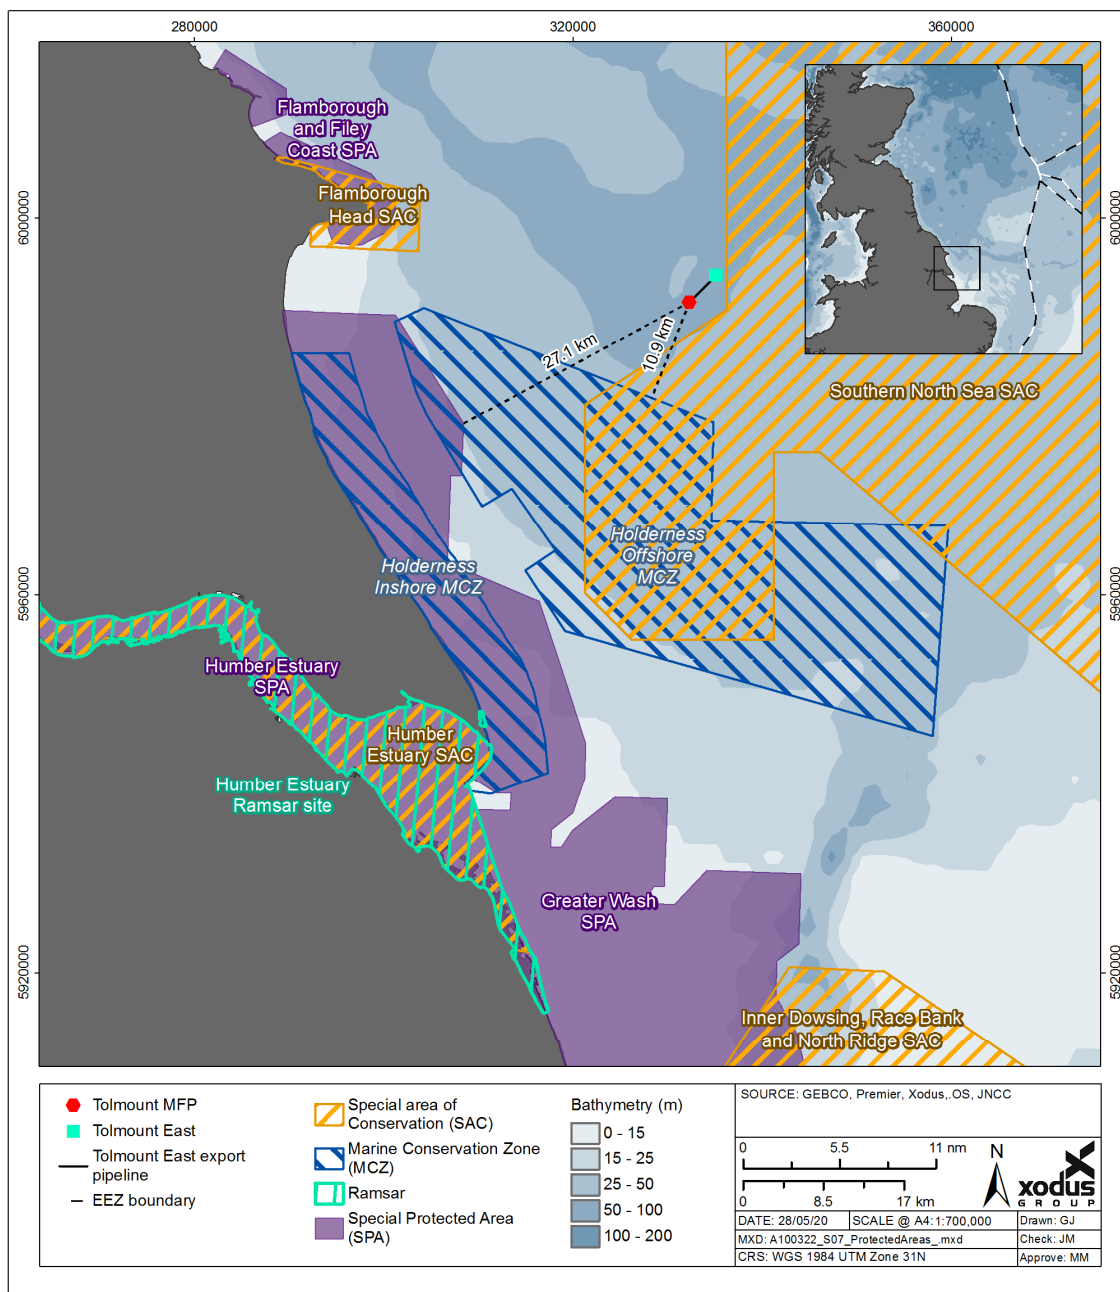 280000
320000
360000
6000000
6000000
5960000
5960000
5920000
5920000
Flamborough
and Filey
Coast SPA
Flamborough
Head SAC
27.1 km
10.9 km
Southern North Sea SAC
Holderness
Offshore
MCZ
Holderness
Inshore MCZ
Humber Estuary
SPA
Humber
Estuary SAC
Humber Estuary
Ramsar site
Greater Wash
SPA
Inner Dowsing, Race Bank
and North Ridge SAC
Tolmount MFP
Tolmount East
Tolmount East export
pipeline
EEZ boundary
Special area of
Conservation (SAC)
Marine Conservation Zone
(MCZ)
Ramsar
Special Protected Area
(SPA)
Bathymetry (m)
0 - 15
15 - 25
25 - 50
50 - 100
100 - 200
SOURCE: GEBCO, Premier, Xodus,.OS, JNCC
0 5.5 11 nm
0 8.5 17 km
N
xodus
GROUP
DATE: 28/05/20
SCALE @ A4:1:700,000
Drawn: GJ
MXD: A100322_S07_ProtectedAreas_.mxd
Check: JM
CRS: WGS 1984 UTM Zone 31N
Approve: MM